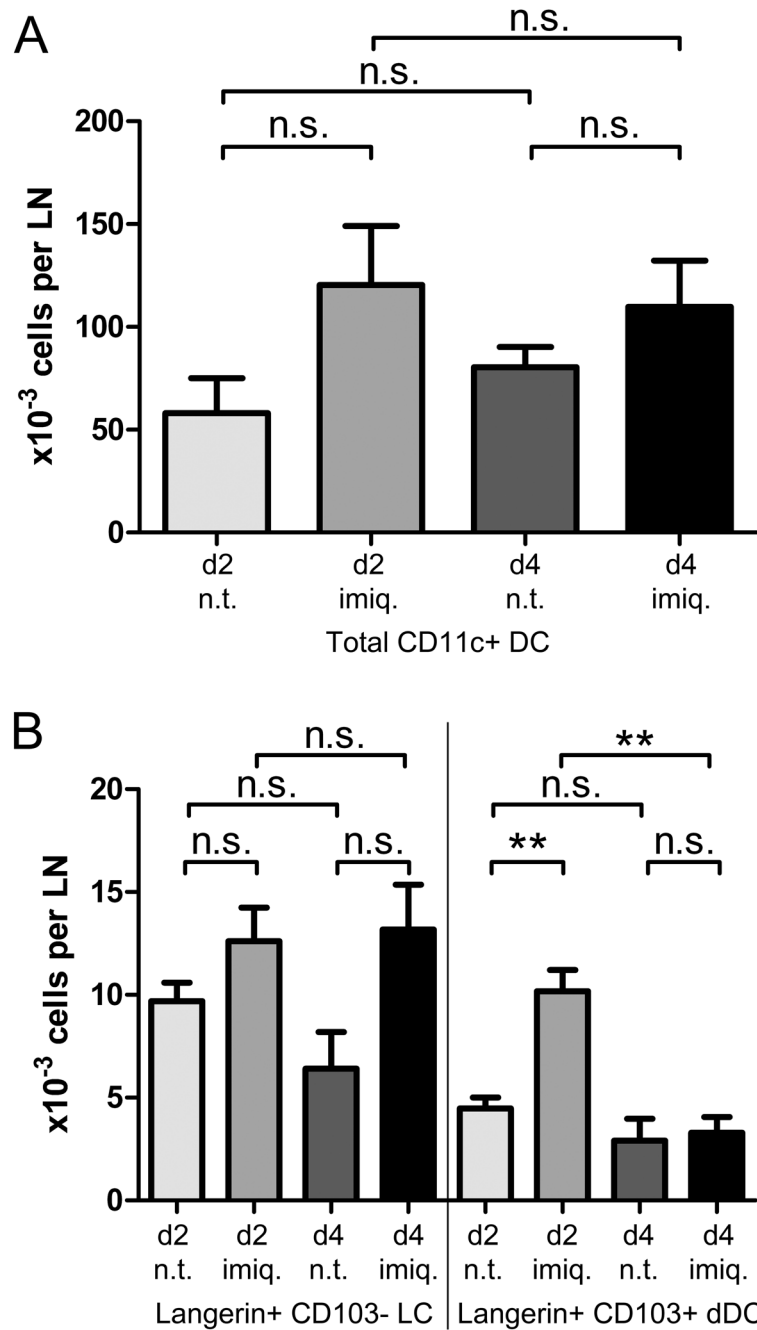 A
n.s.
n.s.
n.s. n.s.
200
150
100
50
0
x10⁻³ cells per LN
d2 d2 d4 d4
n.t. imiq. n.t. imiq.
Total CD11c+ DC
B
n.s. **
n.s. n.s.
n.s. n.s. ** n.s.
20
15
10
5
0
x10⁻³ cells per LN
d2 d2 d4 d4 d2 d2 d4 d4
n.t. imiq. n.t. imiq. n.t. imiq. n.t. imiq.
Langerin+ CD103- LC Langerin+ CD103+ dDC